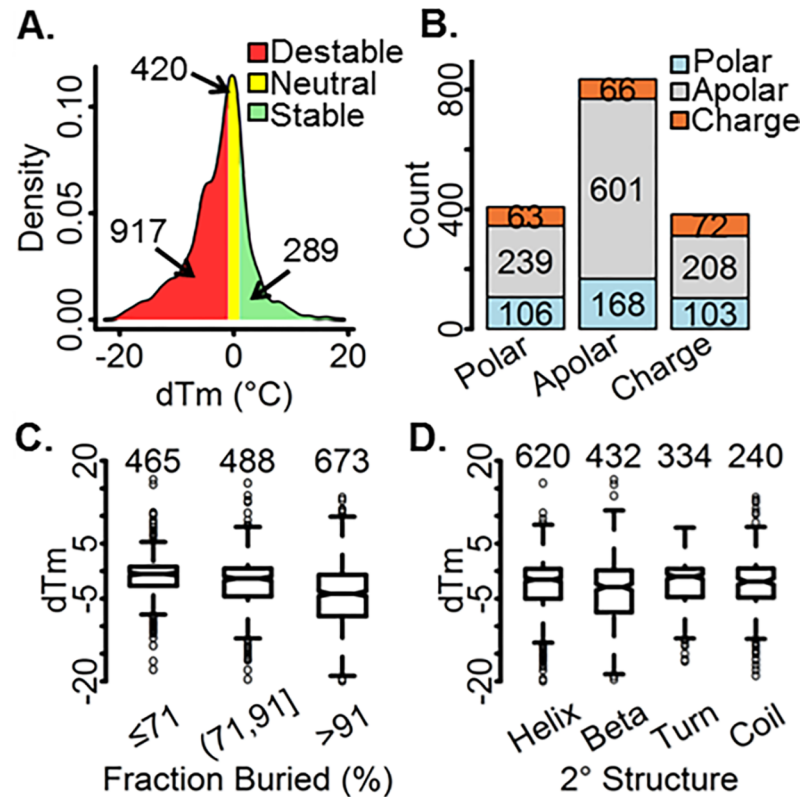 A.
420
Destable
Neutral
Stable
917
289
Density
0.00 0.05 0.10
-20 0 20
dTm (°C)
B.
Polar
Apolar
Charge
Count
0 400 800
66
601
168
63
239
106
72
208
103
Polar Apolar Charge
C.
465 488 673
dTm
20
5
-5
-20
≤71 (71,91] >91
Fraction Buried (%)
D.
620 432 334 240
dTm
20
5
-5
-20
Helix Beta Turn Coil
2° Structure